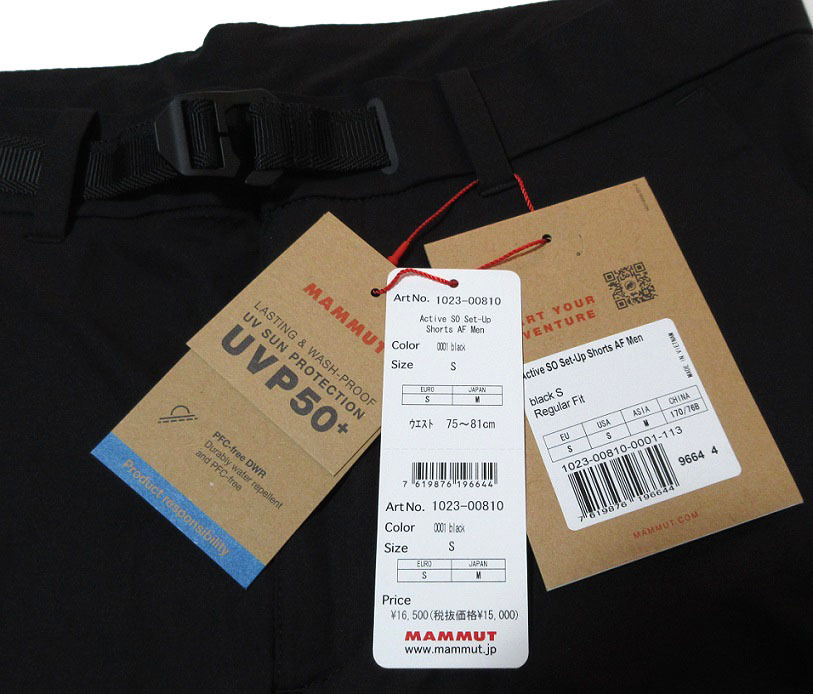 MAMMUT
LASTING & WASH-PROOF
UV SUN PROTECTION
UVP50+
PFC-free DWR
Durably water repellent
and PFC-free
Product responsibility
Art No. 1023-00810
Active SO Set-Up
Shorts AF Men
Color 0001 black
Size S
EURO JAPAN
S M
ウエスト 75～81cm
7 619876 196644
Art No. 1023-00810
Color 0001 black
Size S
EURO JAPAN
S M
Price
¥16,500(税抜価格¥15,000)
MAMMUT
www.mammut.jp
YOUR
Active SO Set-Up Shorts AF Men
MADE IN VIETNAM
black S
Regular Fit
EU USA ASIA CHINA
S S M 170/76B
1023-00810-0001-113
7 619876 196644
9664 4
MAMMUT.COM